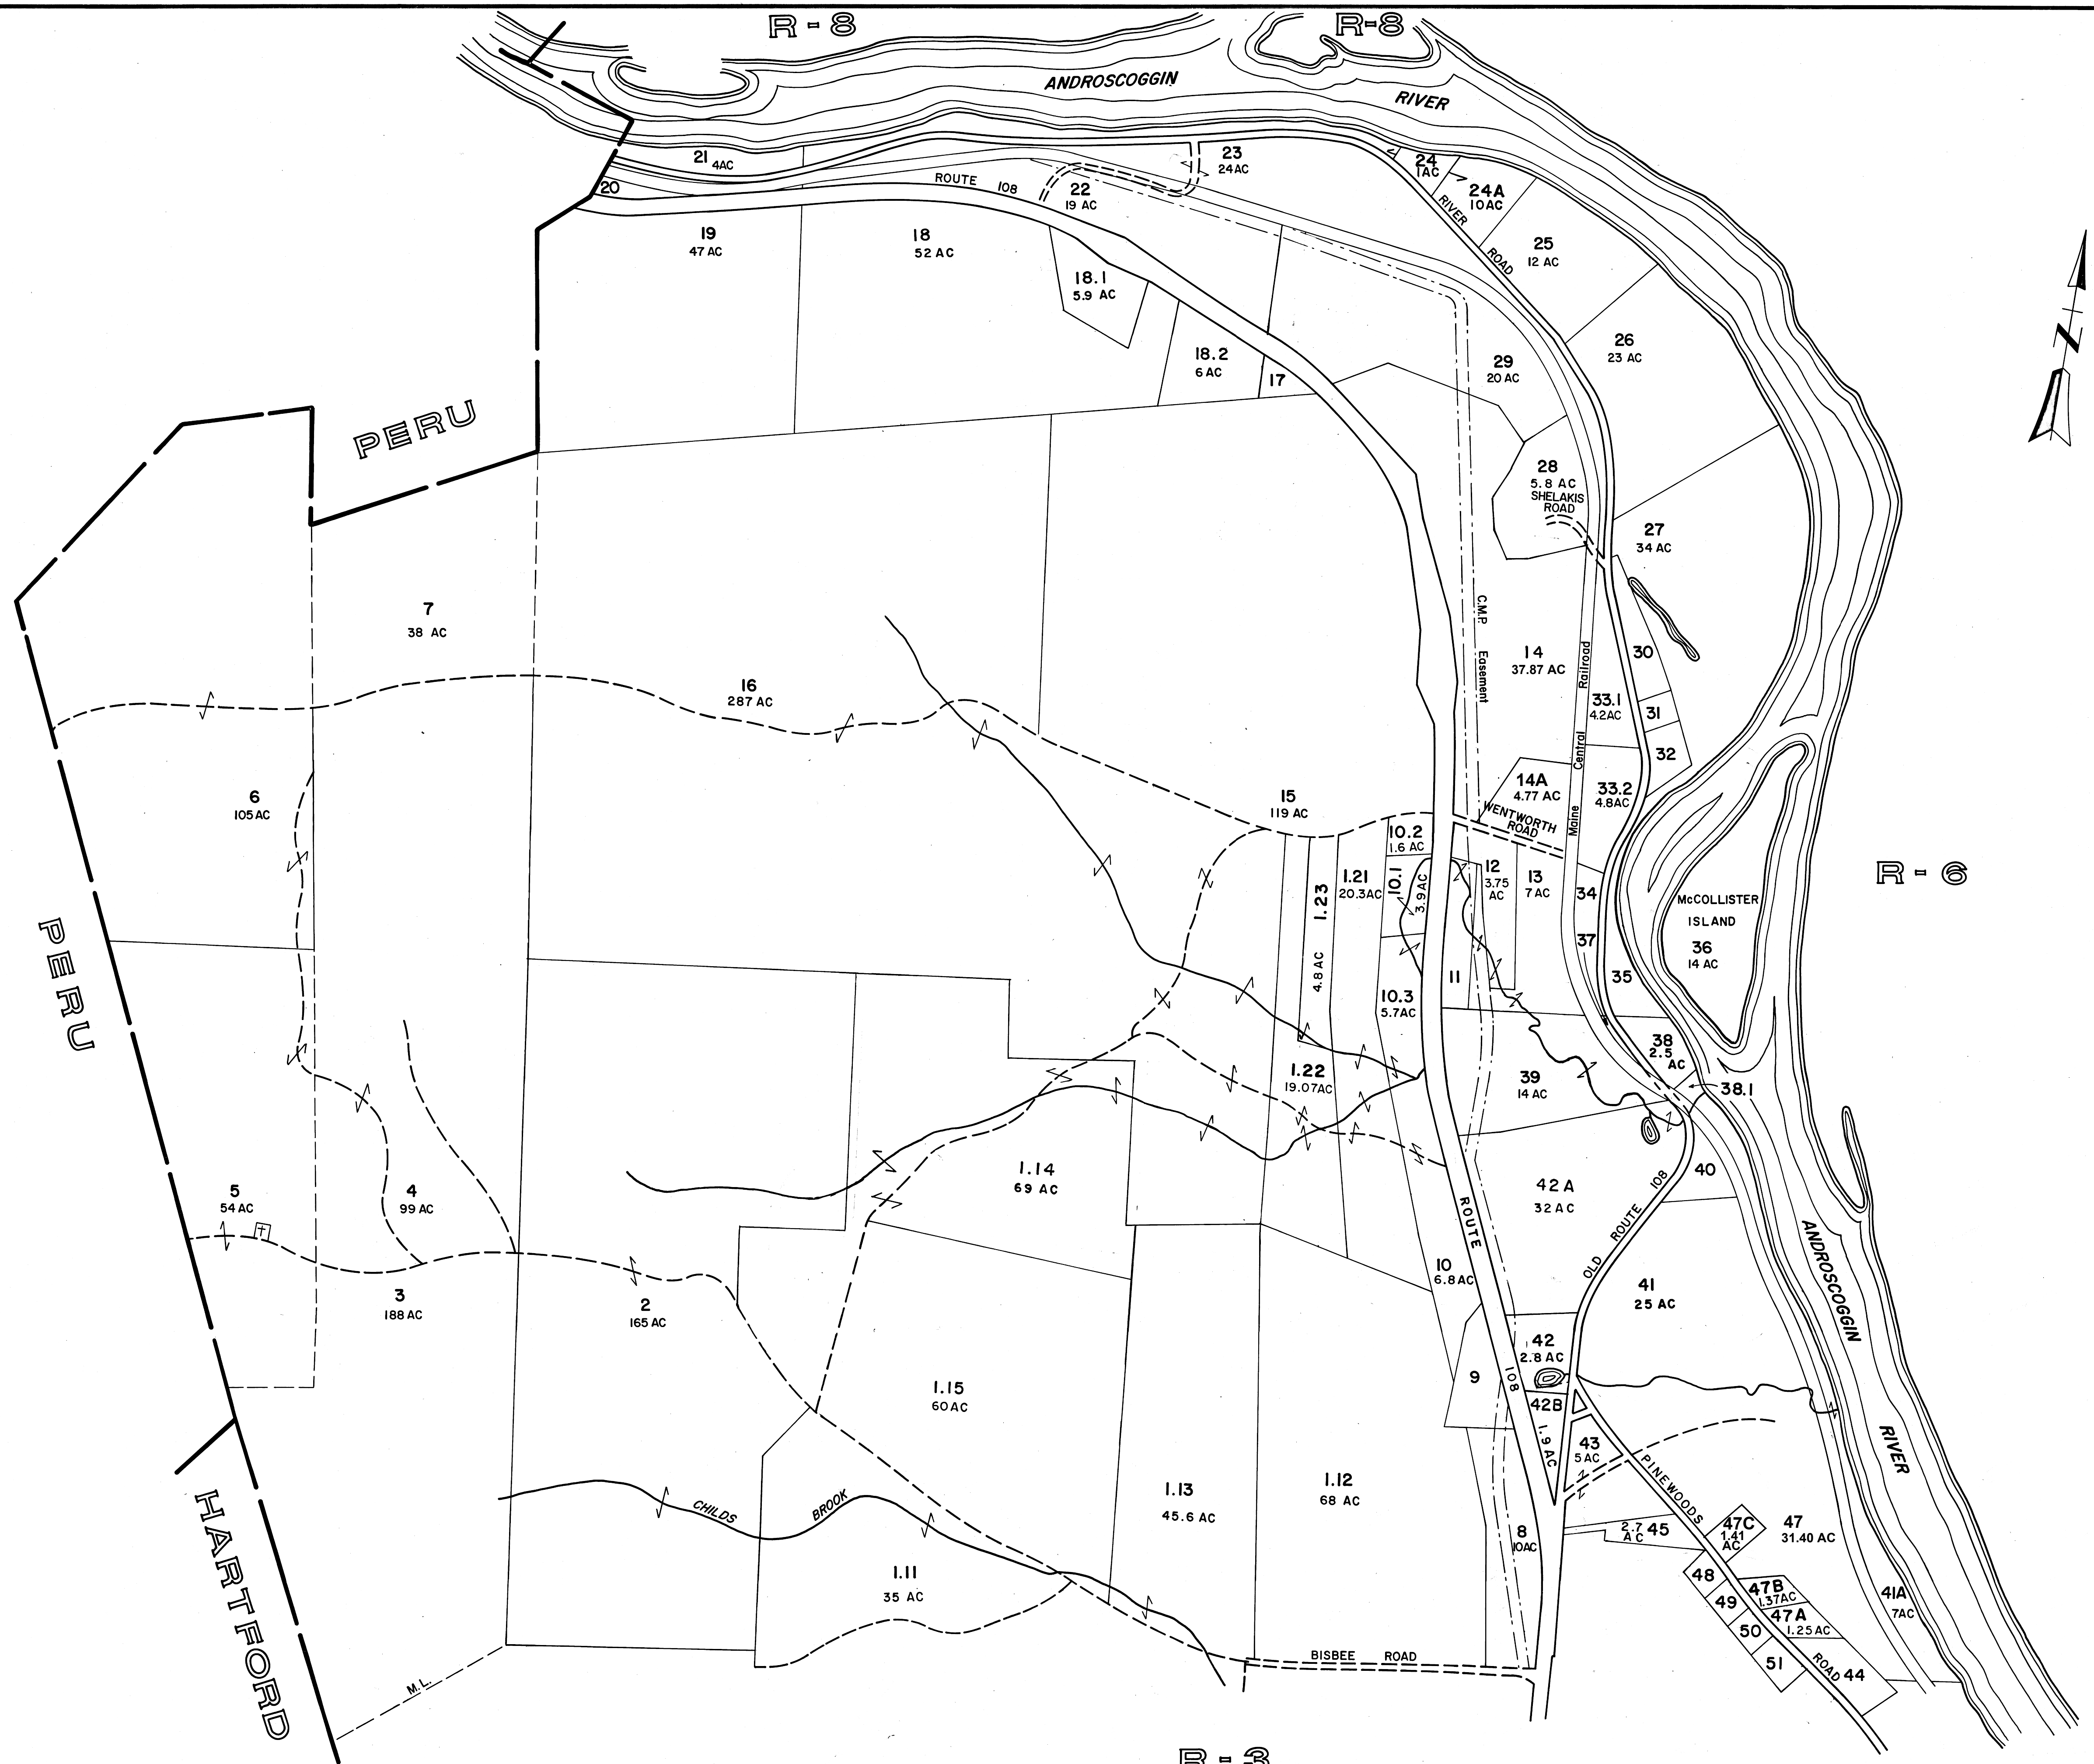 R - 8
R-8
ANDROSCOGGIN
RIVER
21 4AC
20
ROUTE 108
22
19 AC
23
24AC
24
1AC
24A
10AC
RIVER
ROAD
25
12 AC
19
47 AC
18
52 AC
18.1
5.9 AC
18.2
6 AC
17
26
23 AC
29
20 AC
N
PERU
28
5.8 AC
SHELAKIS
ROAD
27
34 AC
7
38 AC
C.M.P. Easement
14
37.87 AC
Maine Central Railroad
30
33.1
4.2AC
31
32
16
287 AC
6
105AC
15
119 AC
14A
4.77 AC
WENTWORTH
ROAD
33.2
4.8AC
10.2
1.6 AC
10.1
3.9AC
1.21
20.3AC
1.23
4.8 AC
12
3.75
AC
13
7 AC
34
37
35
McCOLLISTER
ISLAND
36
14 AC
R - 6
PERU
11
10.3
5.7AC
38
2.5
AC
38.1
1.22
19.07AC
39
14 AC
1.14
69 AC
5
54 AC
4
99 AC
42 A
32 AC
40
OLD ROUTE 108
ROUTE
108
ANDROSCOGGIN
RIVER
3
188 AC
2
165 AC
10
6.8AC
41
25 AC
42
2.8 AC
9
42B
1.9 AC
43
5 AC
1.15
60AC
1.13
45.6 AC
1.12
68 AC
CHILDS BROOK
HARTFORD
PINEWOODS
ROAD
8
10AC
2.7
AC
45
47C
1.41
AC
47
31.40 AC
48
49
50
51
47B
1.37AC
47A
1.25 AC
41A
7AC
44
1.11
35 AC
BISBEE ROAD
M.L.
R - 3